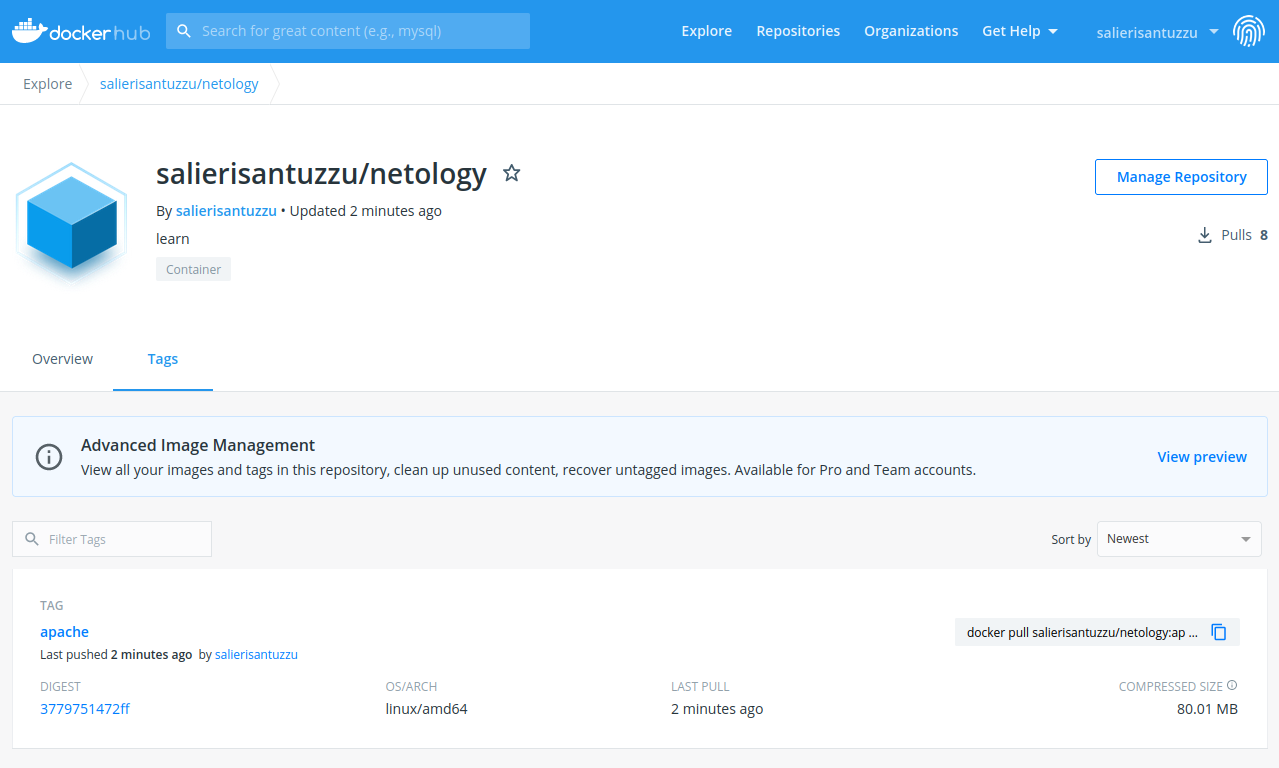 dockerhub Search for great content (e.g., mysql) Explore Repositories Organizations Get Help salierisantuzzu
Explore salierisantuzzu/netology
salierisantuzzu/netology
Manage Repository
By salierisantuzzu • Updated 2 minutes ago
Pulls 8
learn
Container
Overview Tags
Advanced Image Management
View all your images and tags in this repository, clean up unused content, recover untagged images. Available for Pro and Team accounts.
View preview
Filter Tags Sort by Newest
TAG
apache
docker pull salierisantuzzu/netology:ap ...
Last pushed 2 minutes ago by salierisantuzzu
DIGEST OS/ARCH LAST PULL COMPRESSED SIZE
3779751472ff linux/amd64 2 minutes ago 80.01 MB